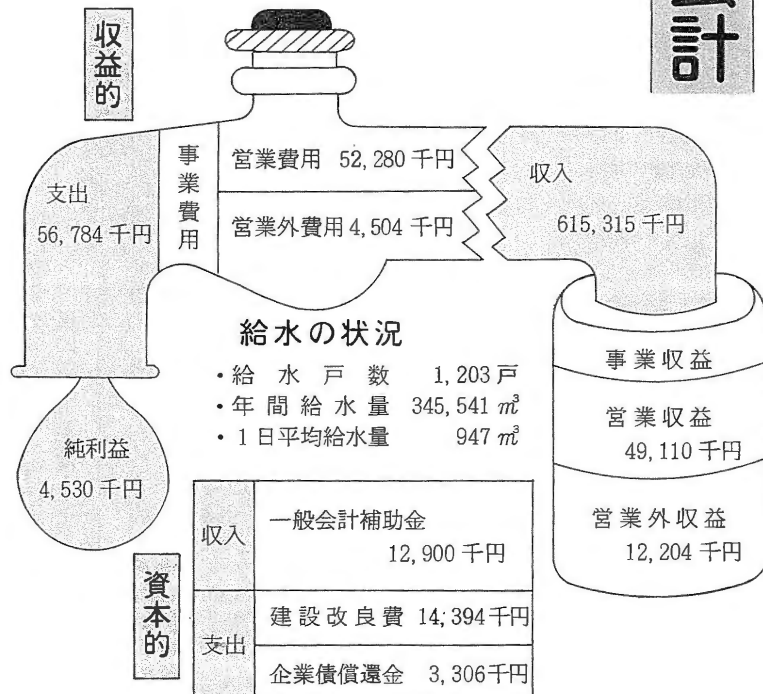 会計
収益的
支出
56,784千円
事業費用
営業費用 52,280千円
営業外費用 4,504千円
収入
615,315千円
事業収益
営業収益
49,110千円
営業外収益
12,204千円
純利益
4,530千円
給水の状況
・給水戸数 1,203戸
・年間給水量 345,541㎥
・1日平均給水量 947㎥
資本的
収入
一般会計補助金
12,900千円
支出
建設改良費 14,394千円
企業債償還金 3,306千円